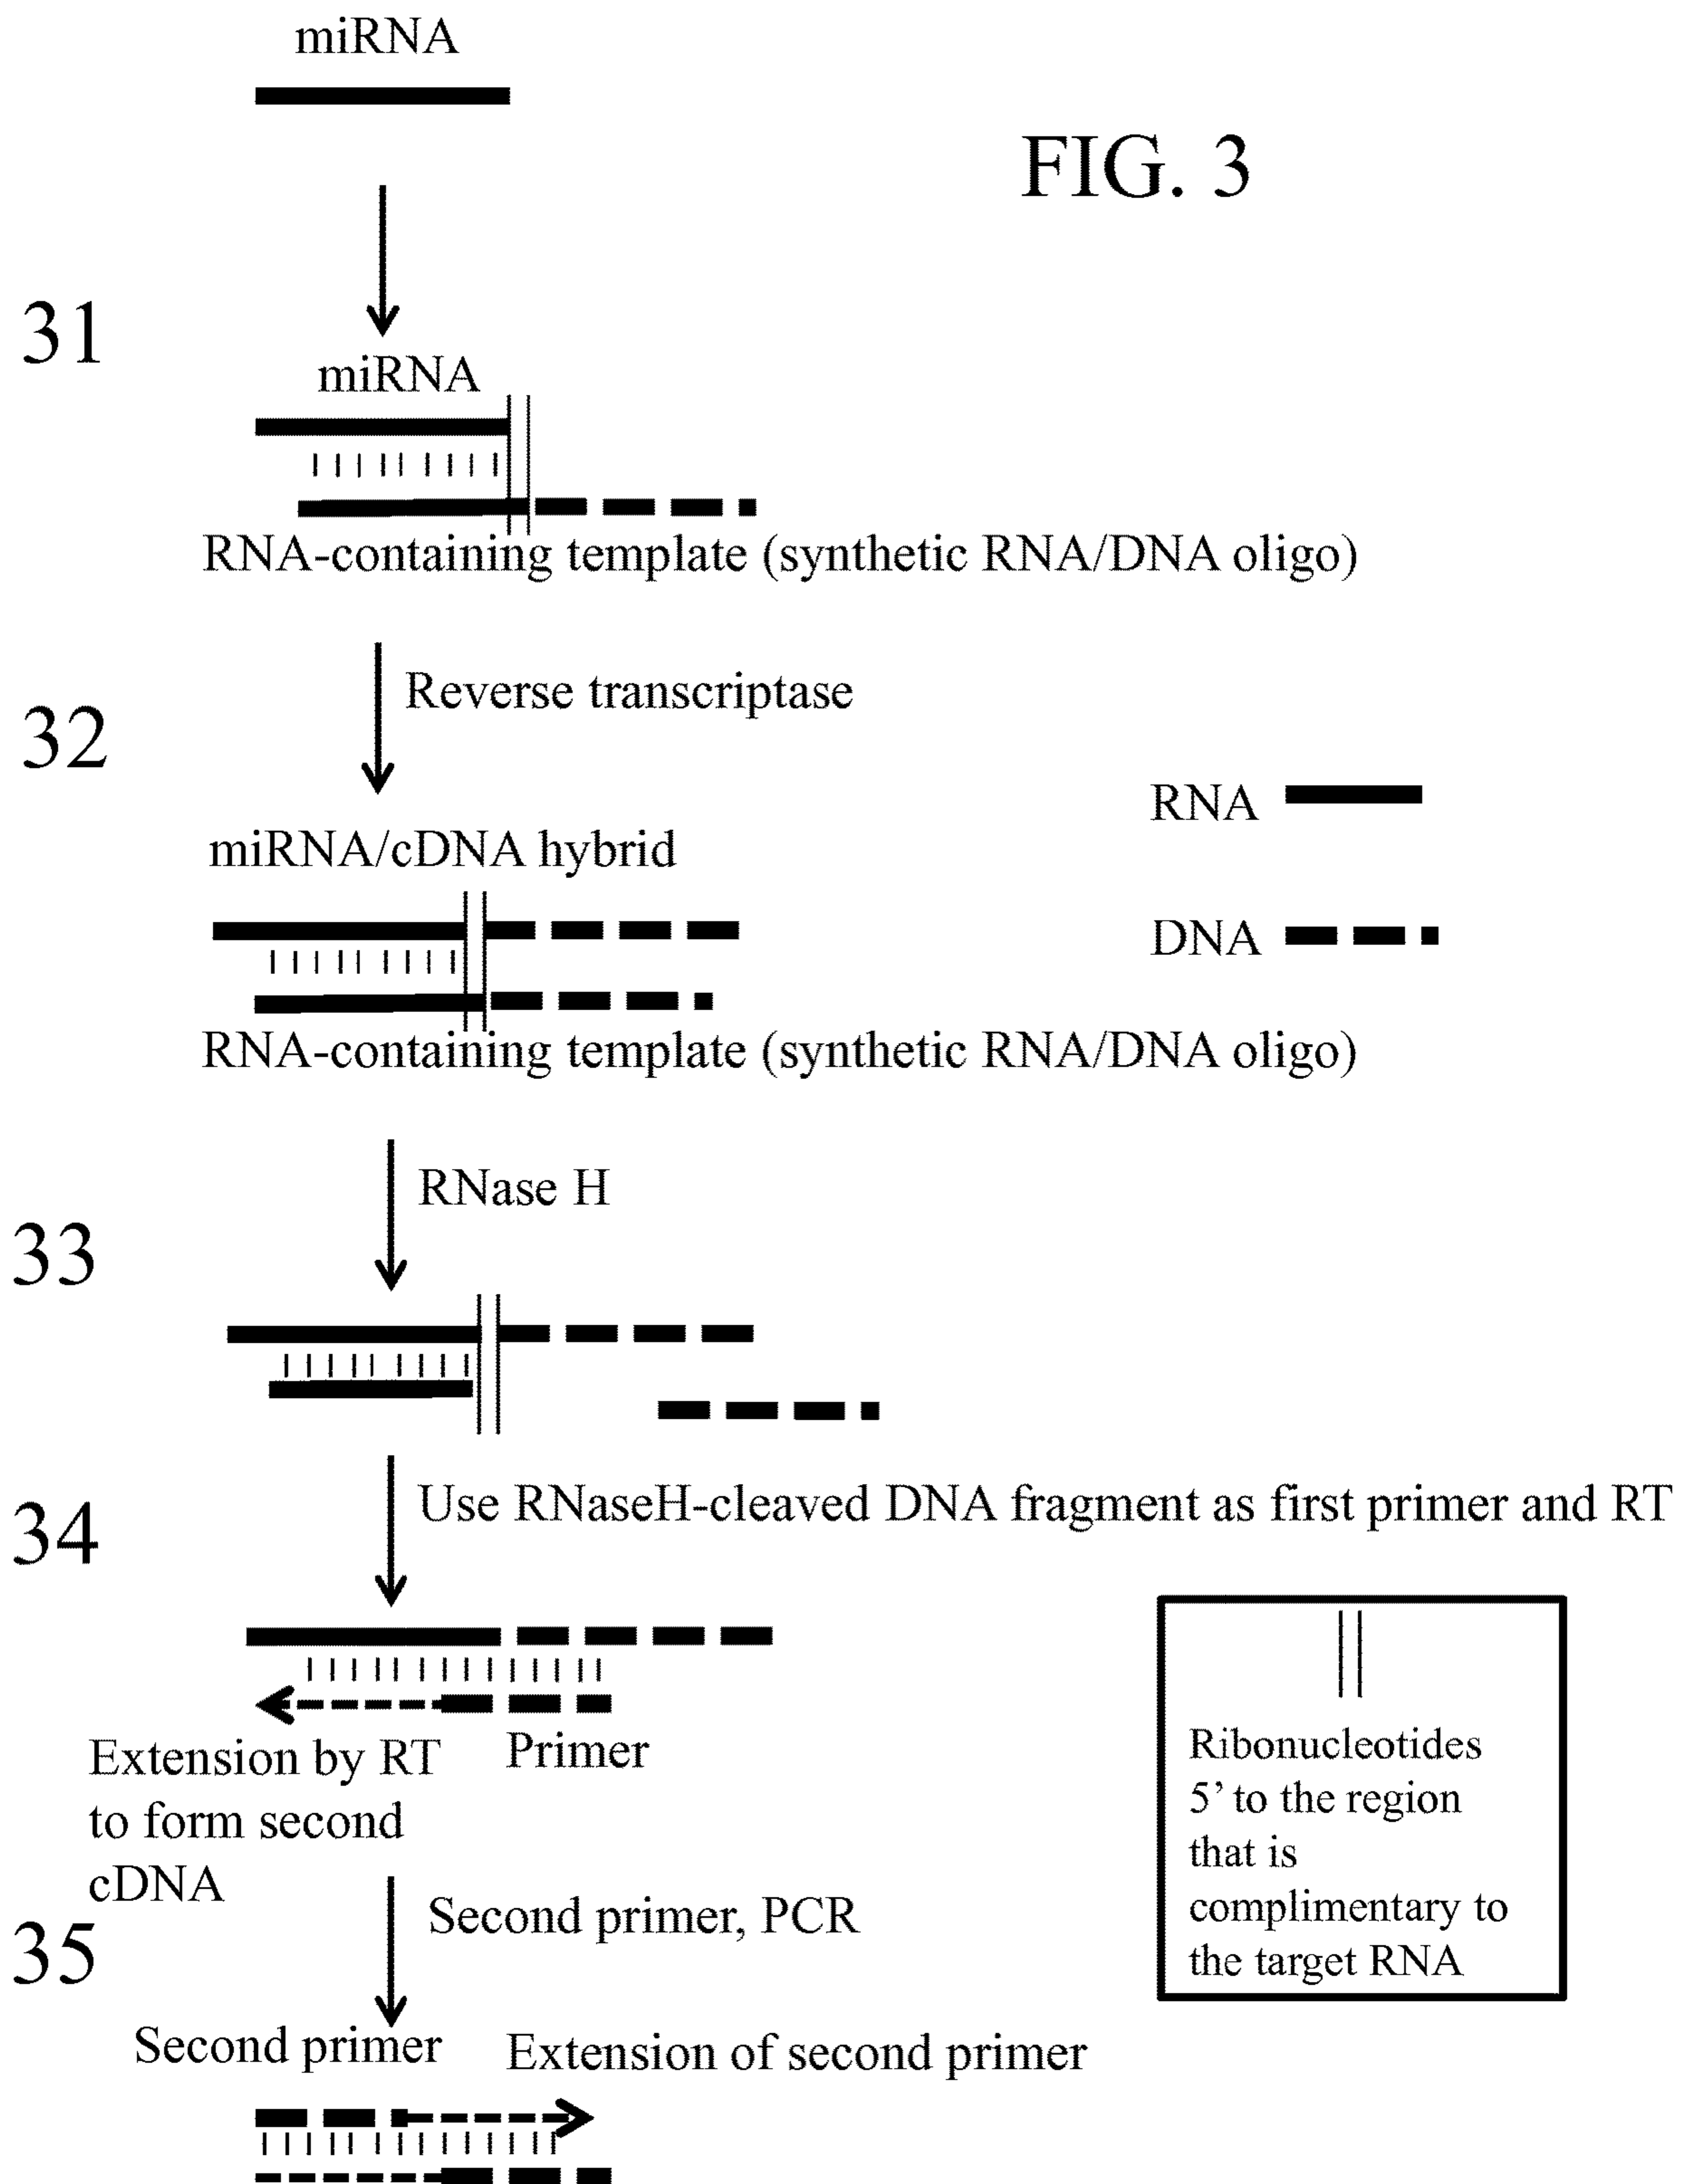 miRNA
FIG. 3
31
miRNA
RNA-containing template (synthetic RNA/DNA oligo)
32
Reverse transcriptase
RNA
miRNA/cDNA hybrid
DNA
RNA-containing template (synthetic RNA/DNA oligo)
RNase H
33
34
Use RNaseH-cleaved DNA fragment as first primer and RT
Extension by RT
to form second
cDNA
Primer
Ribonucleotides
5’ to the region
that is
complimentary to
the target RNA
35
Second primer, PCR
Second primer
Extension of second primer